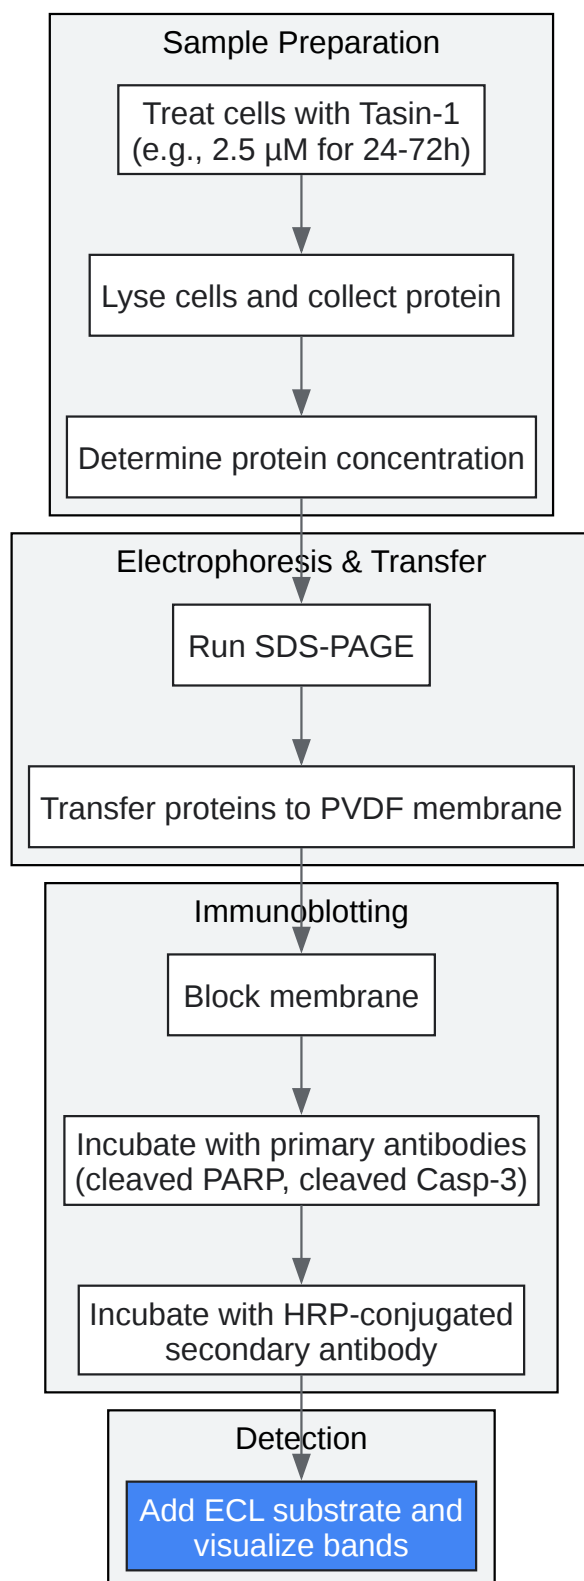 Sample Preparation
Treat cells with Tasin-1
(e.g., 2.5 µM for 24-72h)
Lyse cells and collect protein
Determine protein concentration
Electrophoresis & Transfer
Run SDS-PAGE
Transfer proteins to PVDF membrane
Immunoblotting
Block membrane
Incubate with primary antibodies
(cleaved PARP, cleaved Casp-3)
Incubate with HRP-conjugated
secondary antibody
Detection
Add ECL substrate and
visualize bands